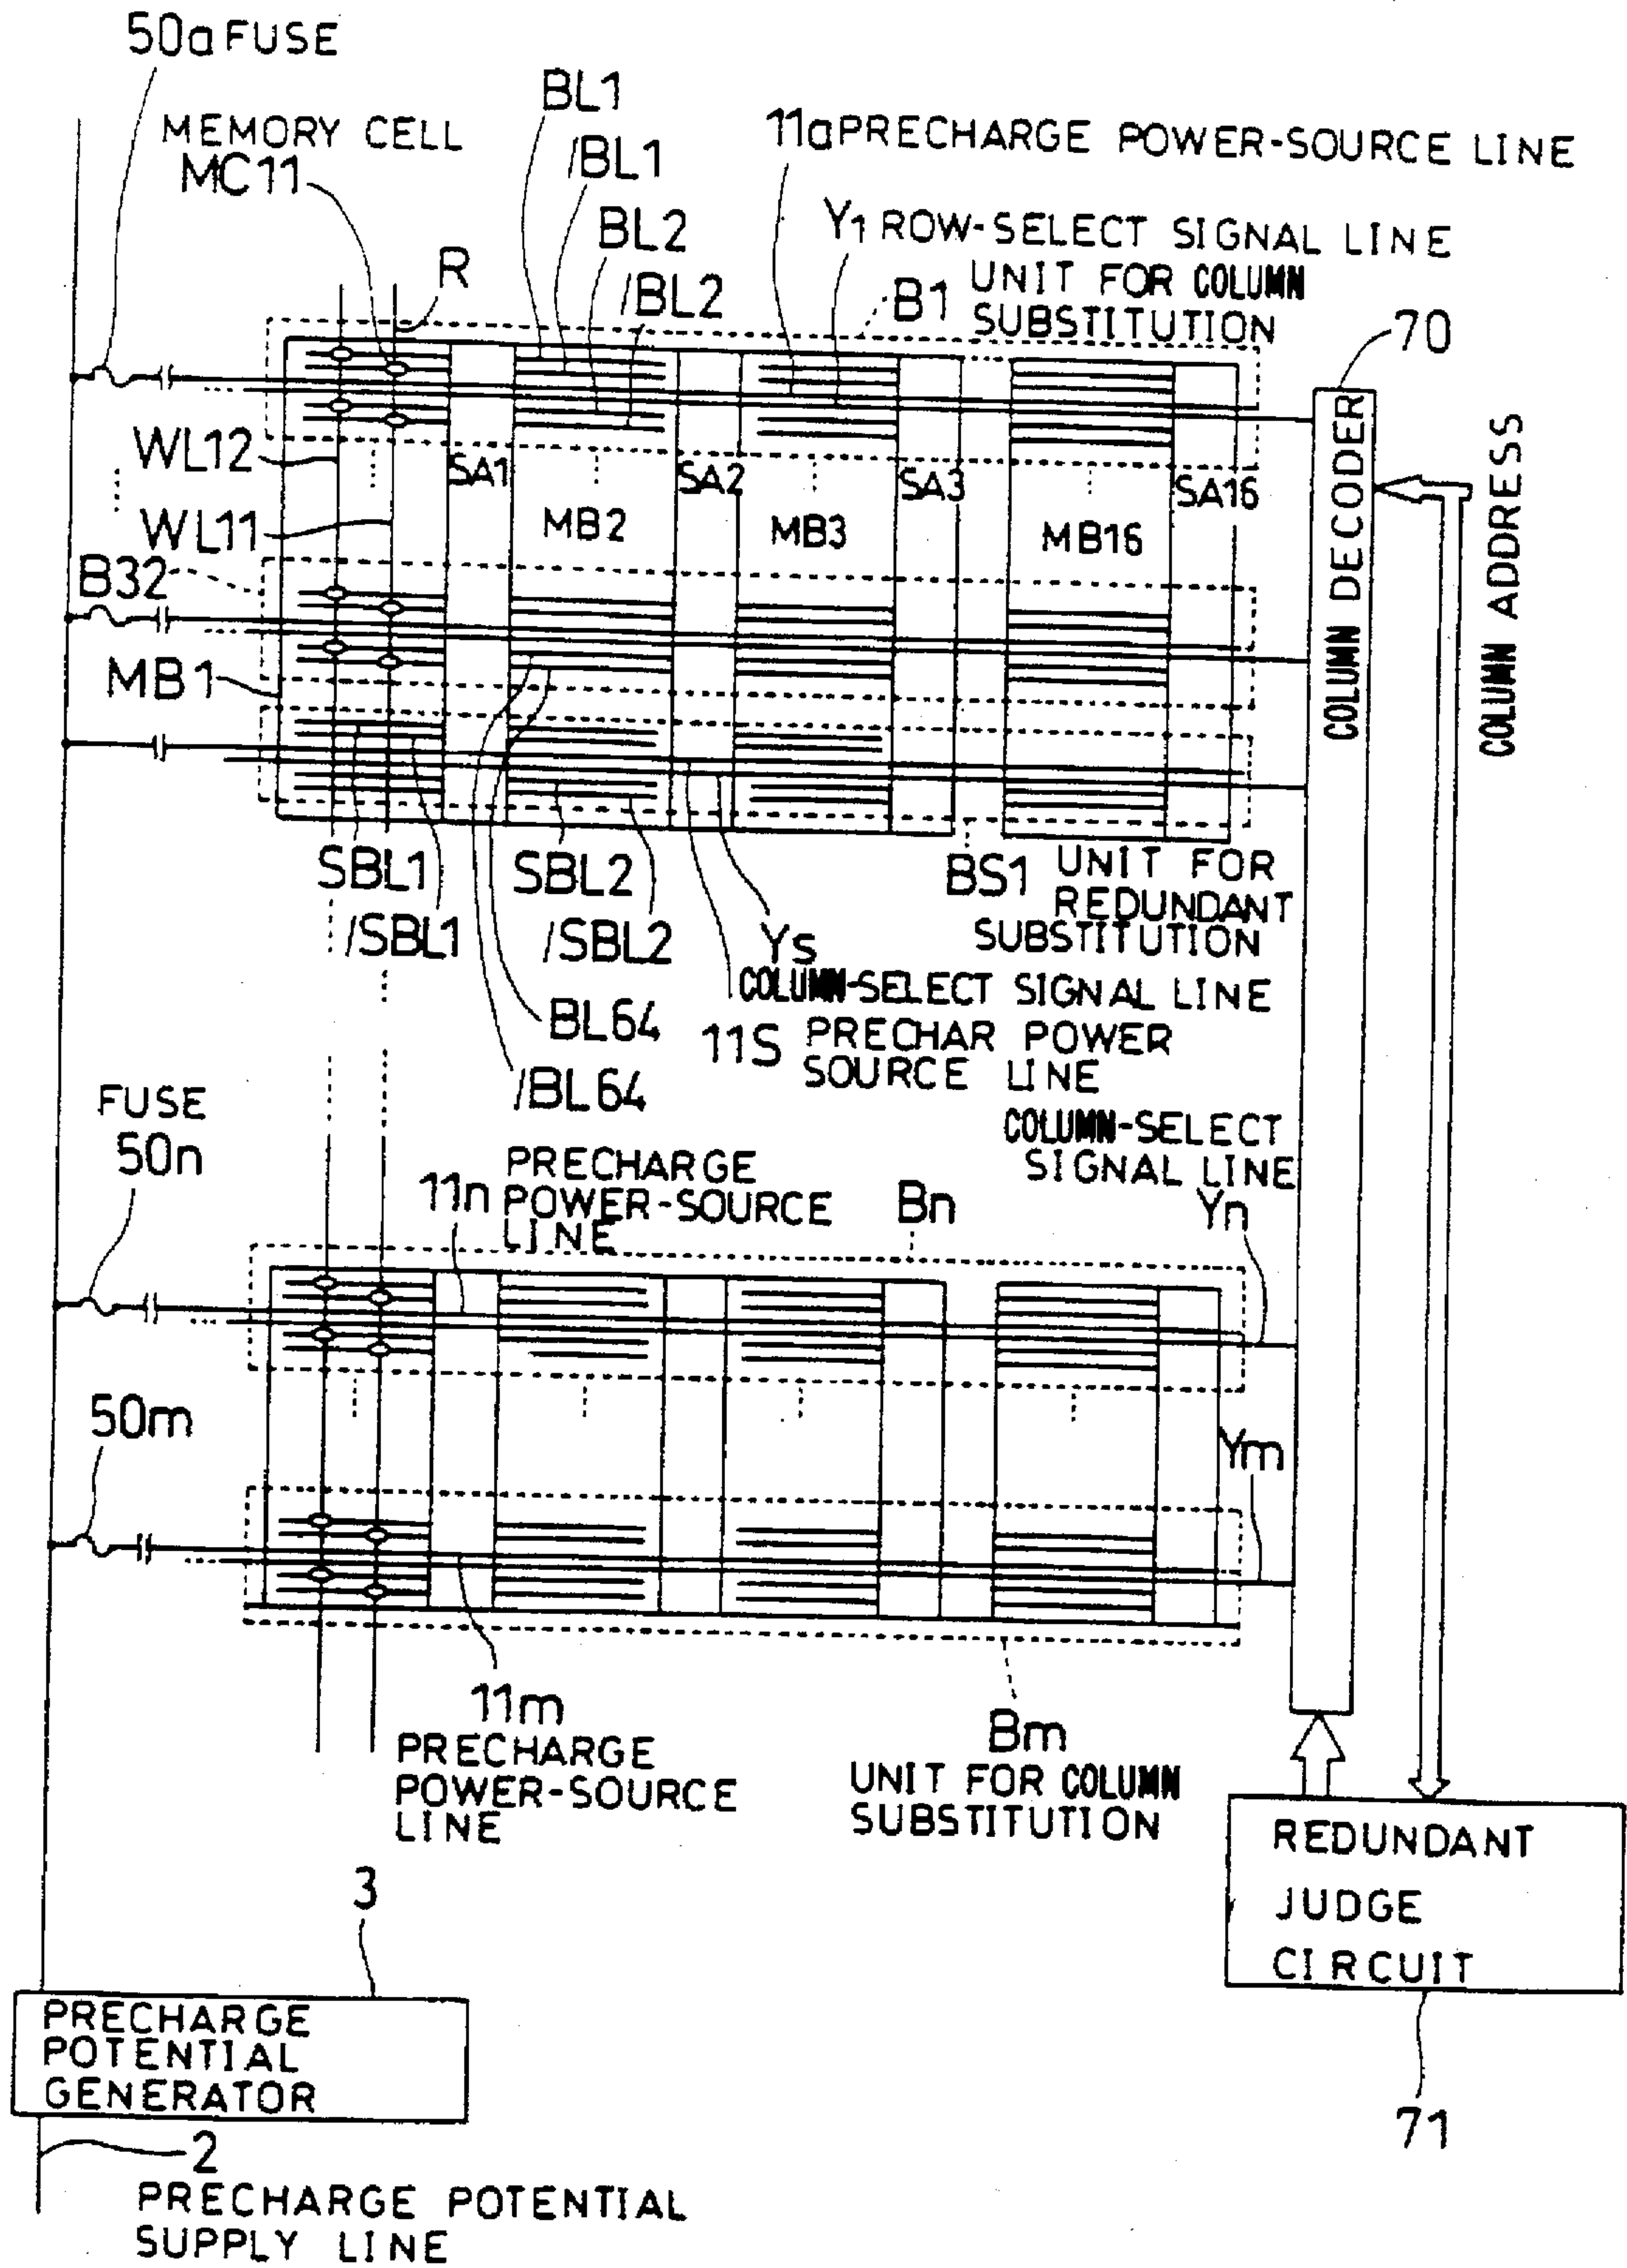 50a FUSE
MEMORY CELL
MC11
R
BL1
/BL1
BL2
/BL2
11a PRECHARGE POWER-SOURCE LINE
Y1 ROW-SELECT SIGNAL LINE
B1 UNIT FOR COLUMN
SUBSTITUTION
70
WL12
WL11
SA1
SA2
SA3
SA16
MB2
MB3
MB16
B32
MB1
COLUMN DECODER
COLUMN ADDRESS
SBL1
/SBL1
SBL2
/SBL2
BS1 UNIT FOR
REDUNDANT
SUBSTITUTION
Ys
COLUMN-SELECT SIGNAL LINE
BL64
/BL64
11S PRECHAR POWER
SOURCE LINE
FUSE
50n
11n PRECHARGE
POWER-SOURCE
LINE
Bn
COLUMN-SELECT
SIGNAL LINE
Yn
50m
Ym
11m
PRECHARGE
POWER-SOURCE
LINE
Bm
UNIT FOR COLUMN
SUBSTITUTION
REDUNDANT
JUDGE
CIRCUIT
71
3
PRECHARGE
POTENTIAL
GENERATOR
2
PRECHARGE POTENTIAL
SUPPLY LINE